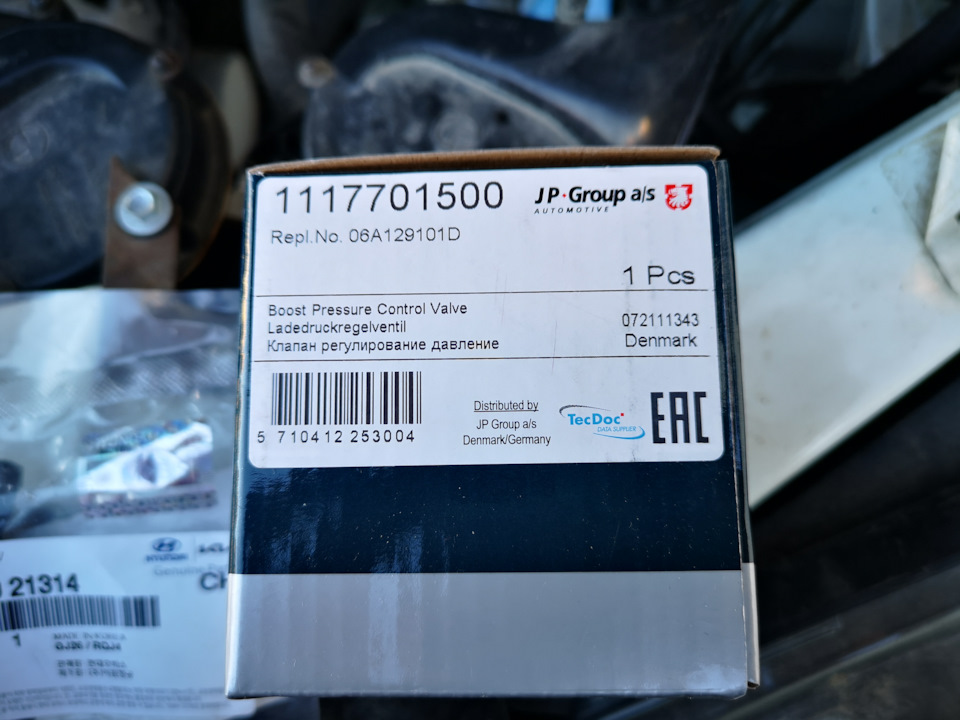 1117701500
JP·Group a/s
AUTOMOTIVE
Repl.No. 06A129101D
1 Pcs
Boost Pressure Control Valve
Ladedruckregelventil
Клапан регулирование давление
072111343
Denmark
5 710412 253004
Distributed by
JP Group a/s
Denmark/Germany
TecDoc
DATA SUPPLIER
EAC
HYUNDAI
21314
1